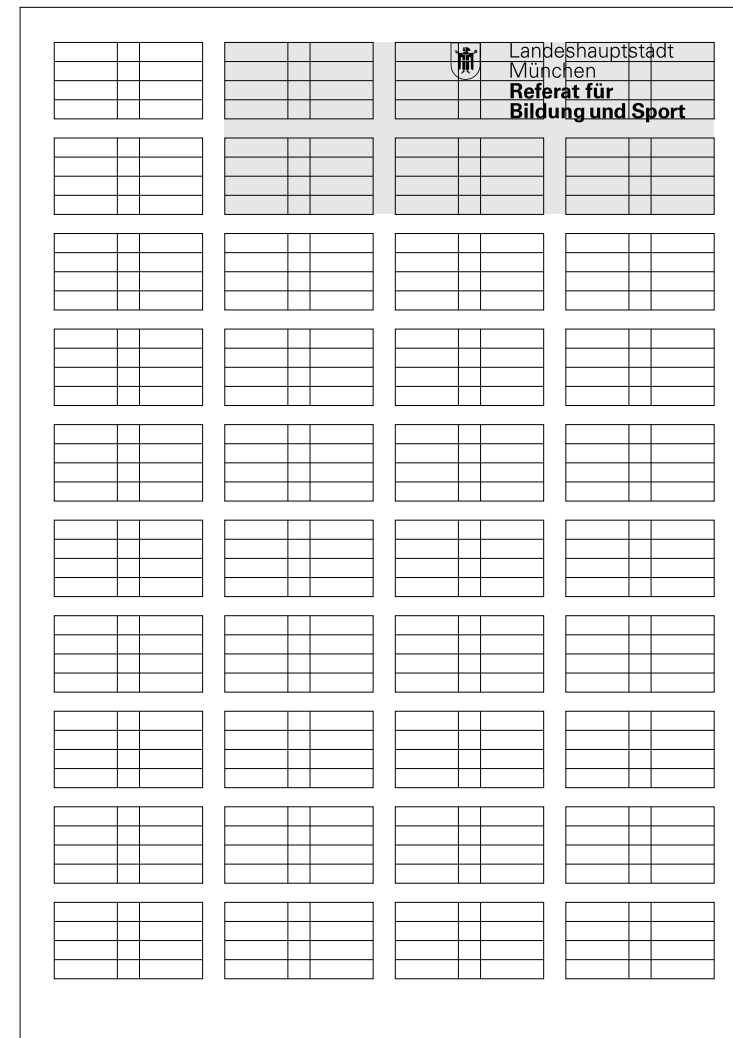 Landeshauptstadt
München
Referat für
Bildung und Sport